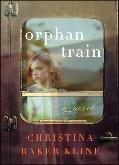 orphan
train
a novel
CHRISTINA
BAKER KLINE